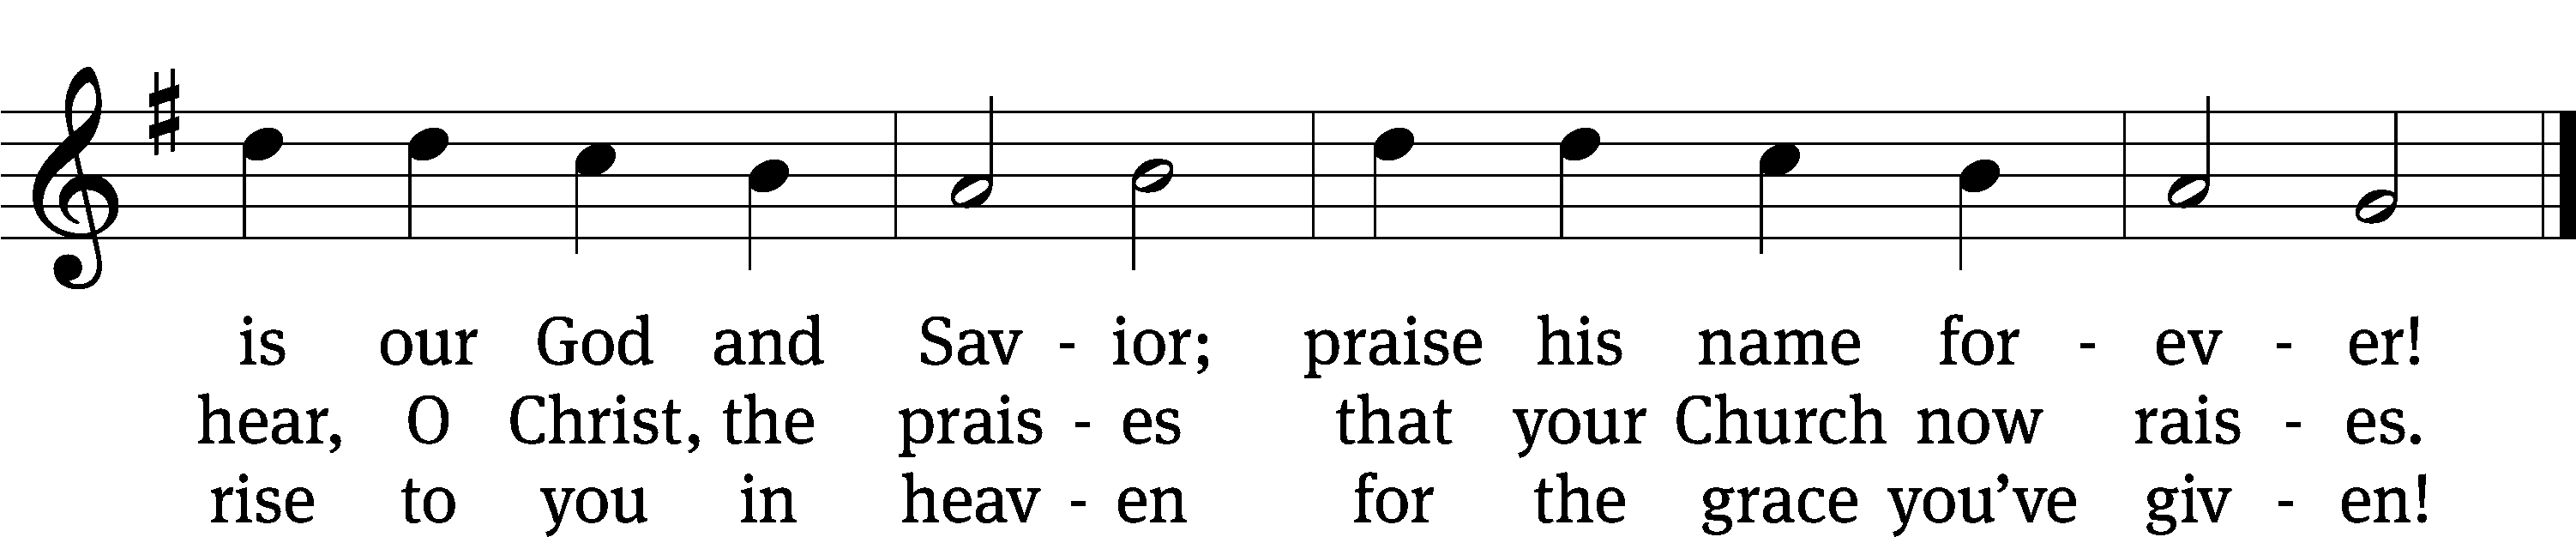 is our God and Sav - ior; praise his name for - ev - er!
hear, O Christ, the prais - es that your Church now rais - es.
rise to you in heav - en for the grace you’ve giv - en!